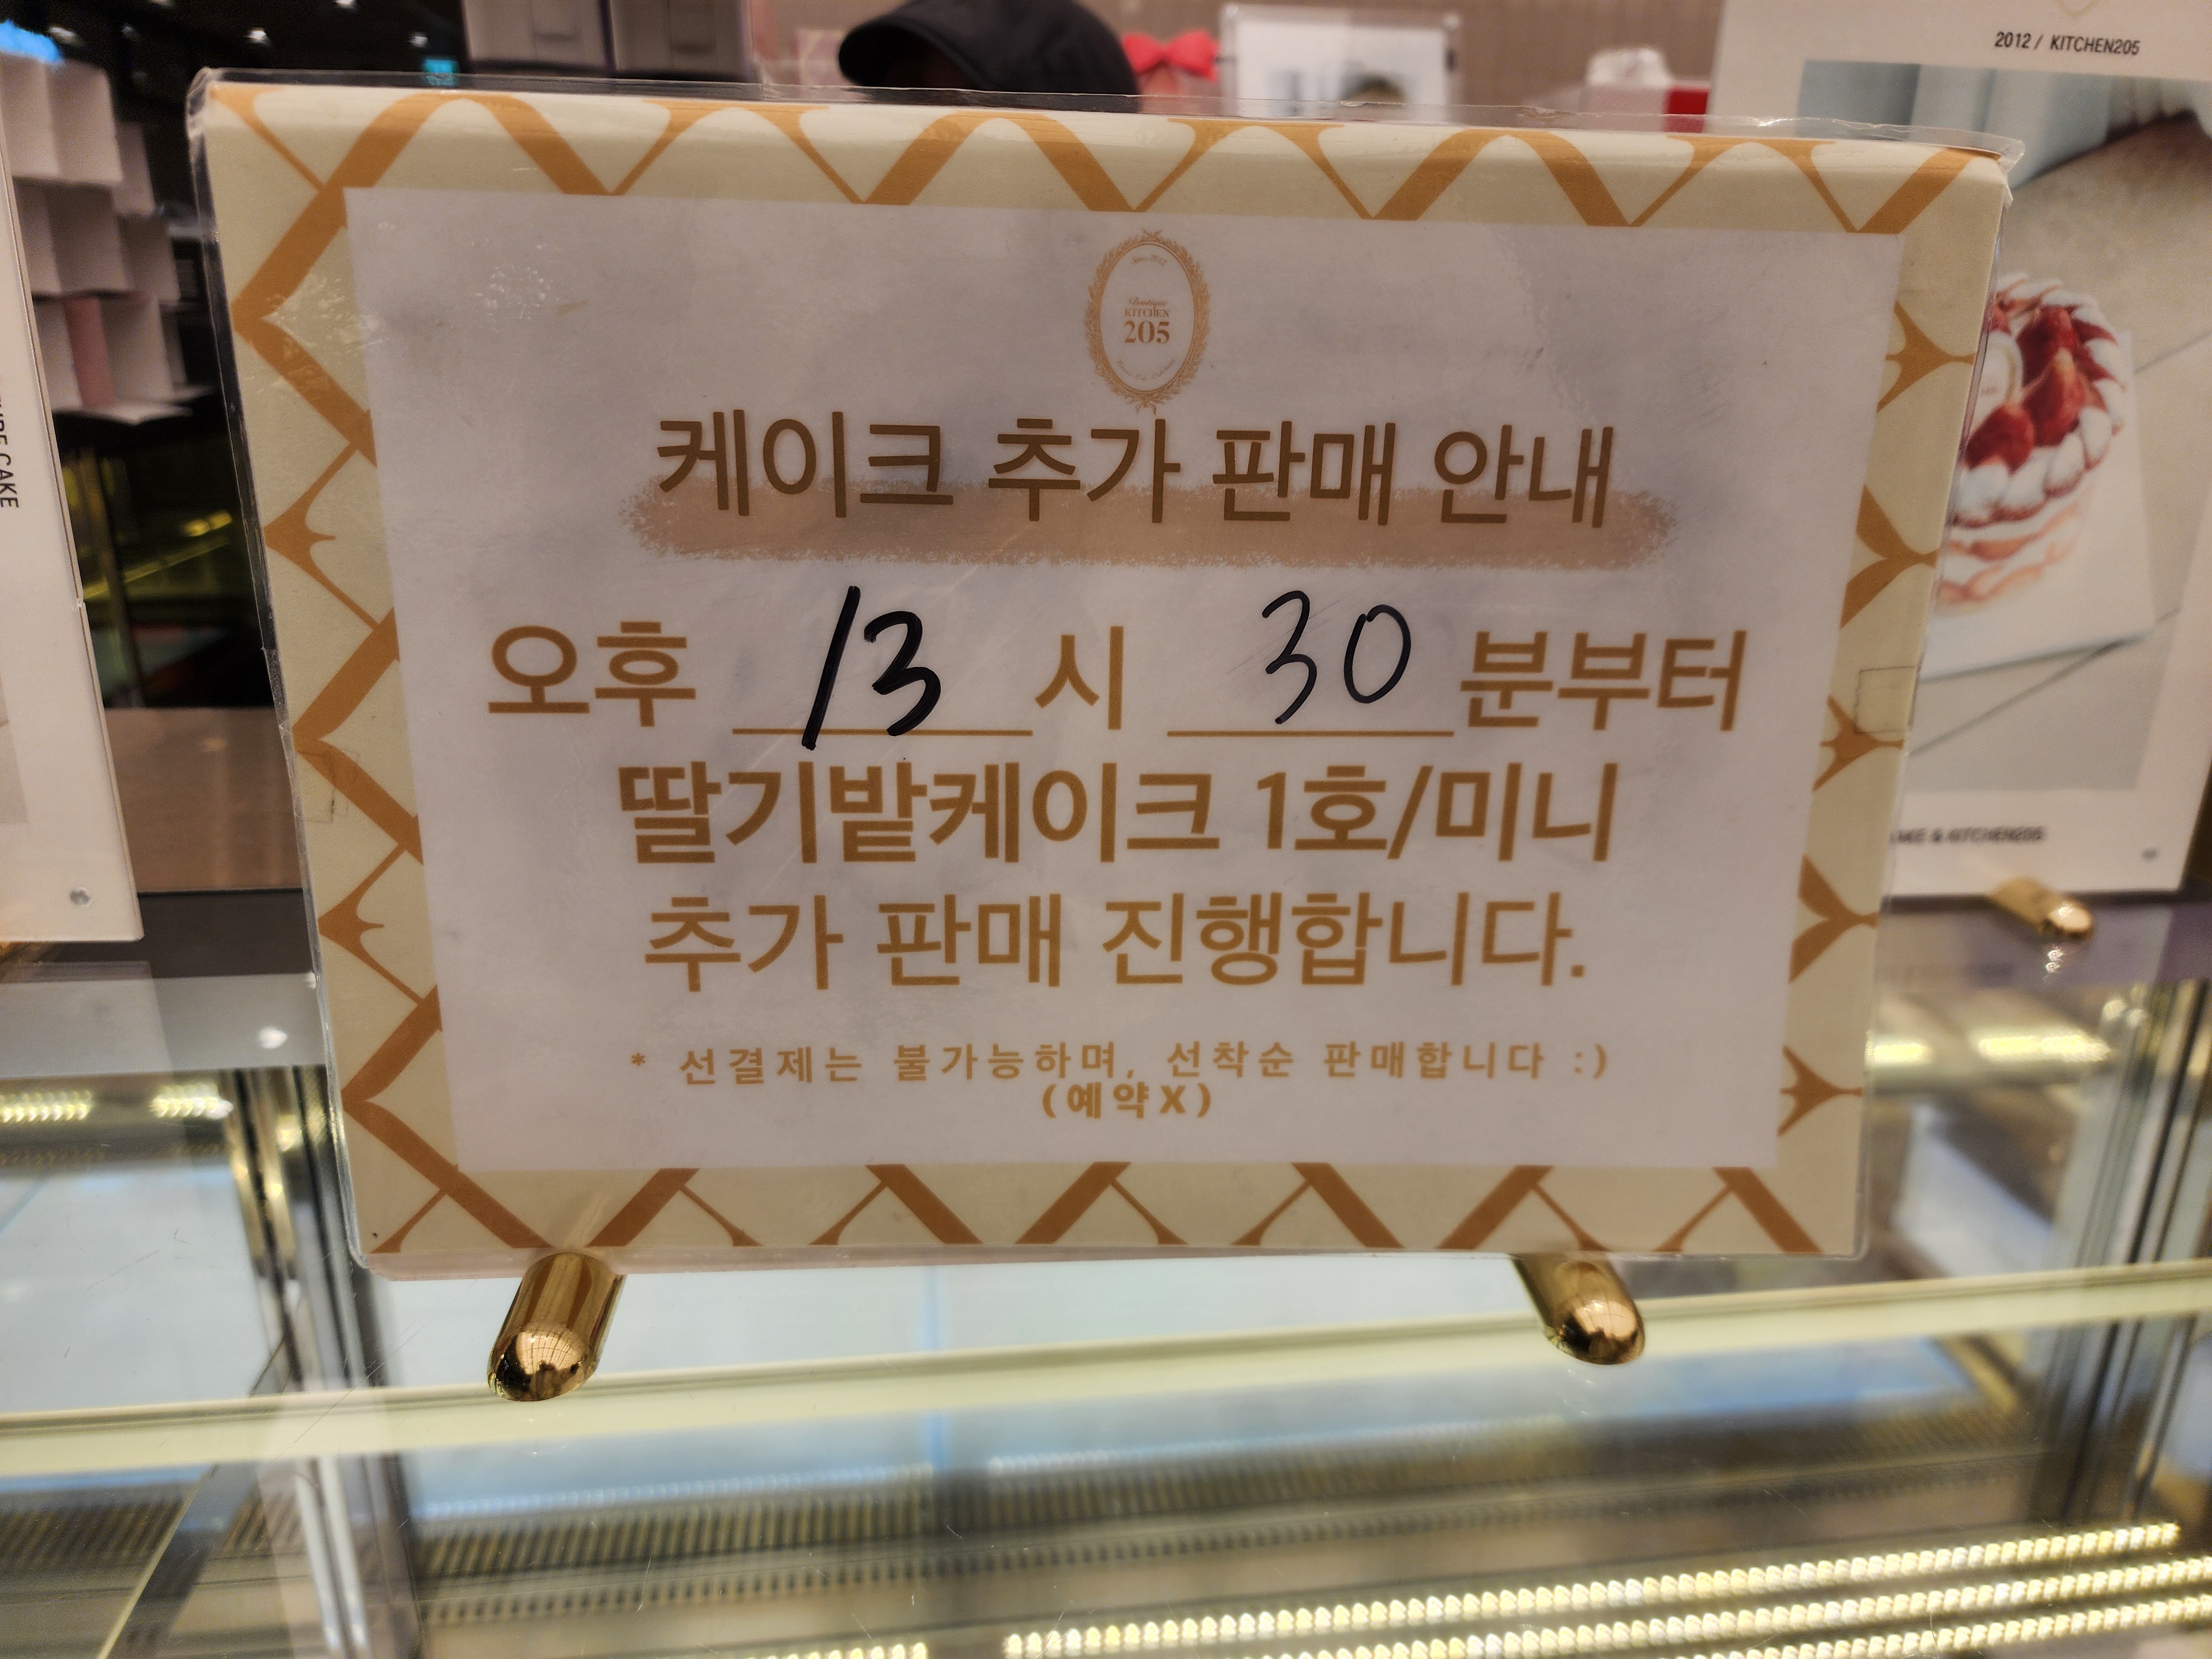 2012 / KITCHEN205
CAKE
Boutique
KITCHEN
205
케이크 추가 판매 안내
오후 13 시 30 분부터
딸기밭케이크 1호/미니
추가 판매 진행합니다.
* 선결제는 불가능하며, 선착순 판매합니다 :)
(예약X)
& KITCHEN205